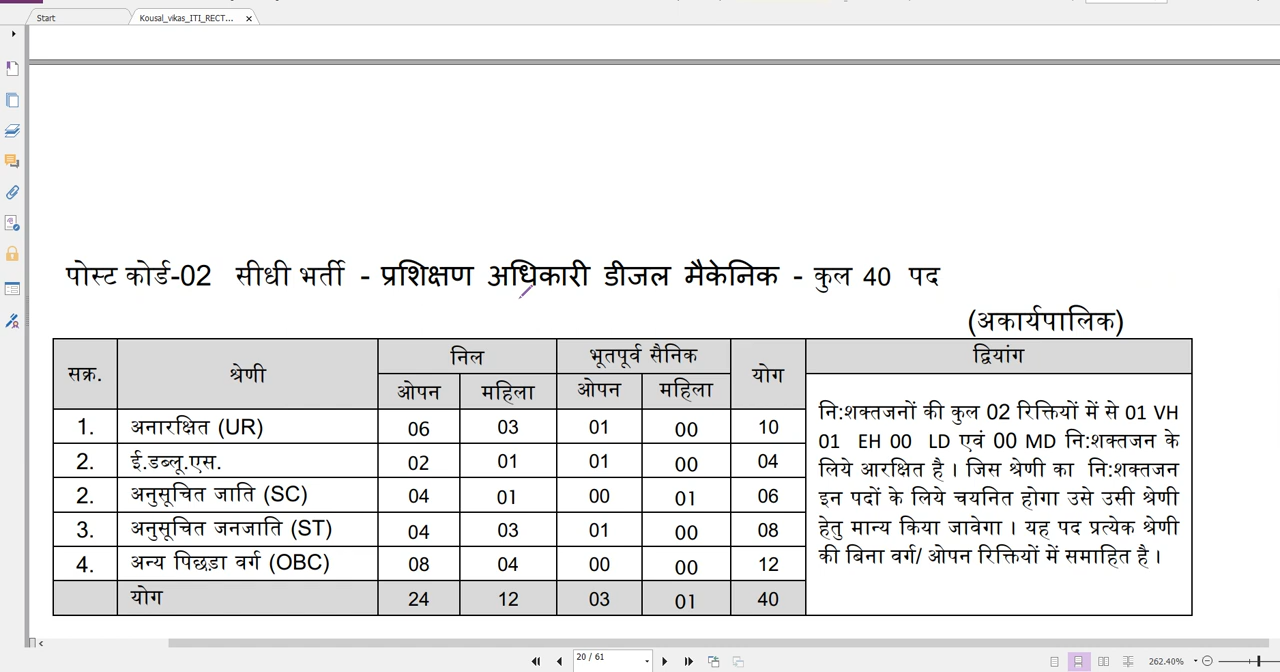 Start
Kousal_vikas_ITI_RECT...
पोस्ट कोर्ड-02 सीधी भर्ती - प्रशिक्षण अधिकारी डीजल मैकेनिक - कुल 40 पद
(अकार्यपालिक)
सक्र. श्रेणी निल भूतपूर्व सैनिक योग द्वियांग
ओपन महिला ओपन महिला
1. अनारक्षित (UR) 06 03 01 00 10
2. ई.डब्लू.एस. 02 01 01 00 04
2. अनुसूचित जाति (SC) 04 01 00 01 06
3. अनुसूचित जनजाति (ST) 04 03 01 00 08
4. अन्य पिछड़ा वर्ग (OBC) 08 04 00 00 12
योग 24 12 03 01 40
नि:शक्तजनों की कुल 02 रिक्तियों में से 01 VH
01 EH 00 LD एवं 00 MD नि:शक्तजन के
लिये आरक्षित है । जिस श्रेणी का नि:शक्तजन
इन पदों के लिये चयनित होगा उसे उसी श्रेणी
हेतु मान्य किया जावेगा । यह पद प्रत्येक श्रेणी
की बिना वर्ग/ ओपन रिक्तियों में समाहित है ।
20 / 61
262.40%